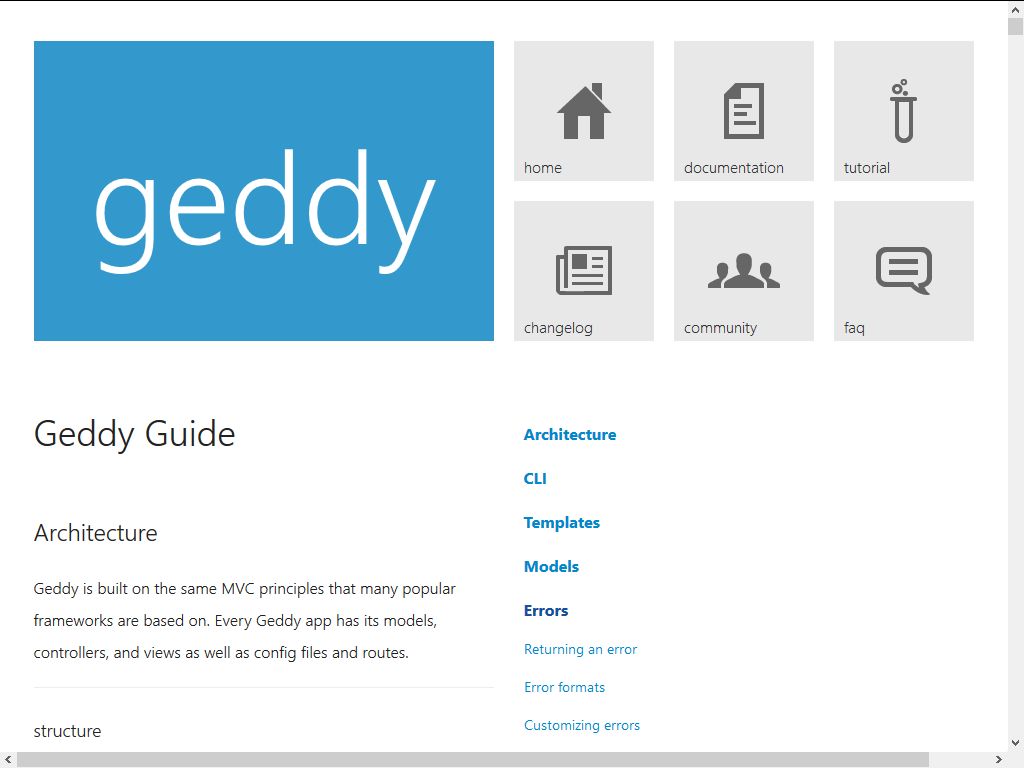 geddy
home
documentation
tutorial
changelog
community
faq
Geddy Guide
Architecture
Geddy is built on the same MVC principles that many popular
frameworks are based on. Every Geddy app has its models,
controllers, and views as well as config files and routes.
structure
Architecture
CLI
Templates
Models
Errors
Returning an error
Error formats
Customizing errors